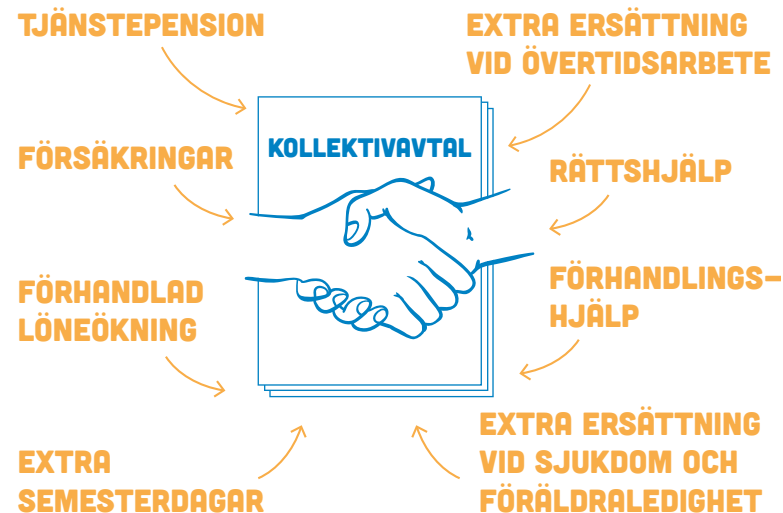 TJÄNSTEPENSION
EXTRA ERSÄTTNING
VID ÖVERTIDSARBETE
KOLLEKTIVAVTAL
FÖRSÄKRINGAR
RÄTTSHJÄLP
FÖRHANDLAD
LÖNEÖKNING
FÖRHANDLINGS-
HJÄLP
EXTRA
SEMESTERDAGAR
EXTRA ERSÄTTNING
VID SJUKDOM OCH
FÖRÄLDRALEDIGHET